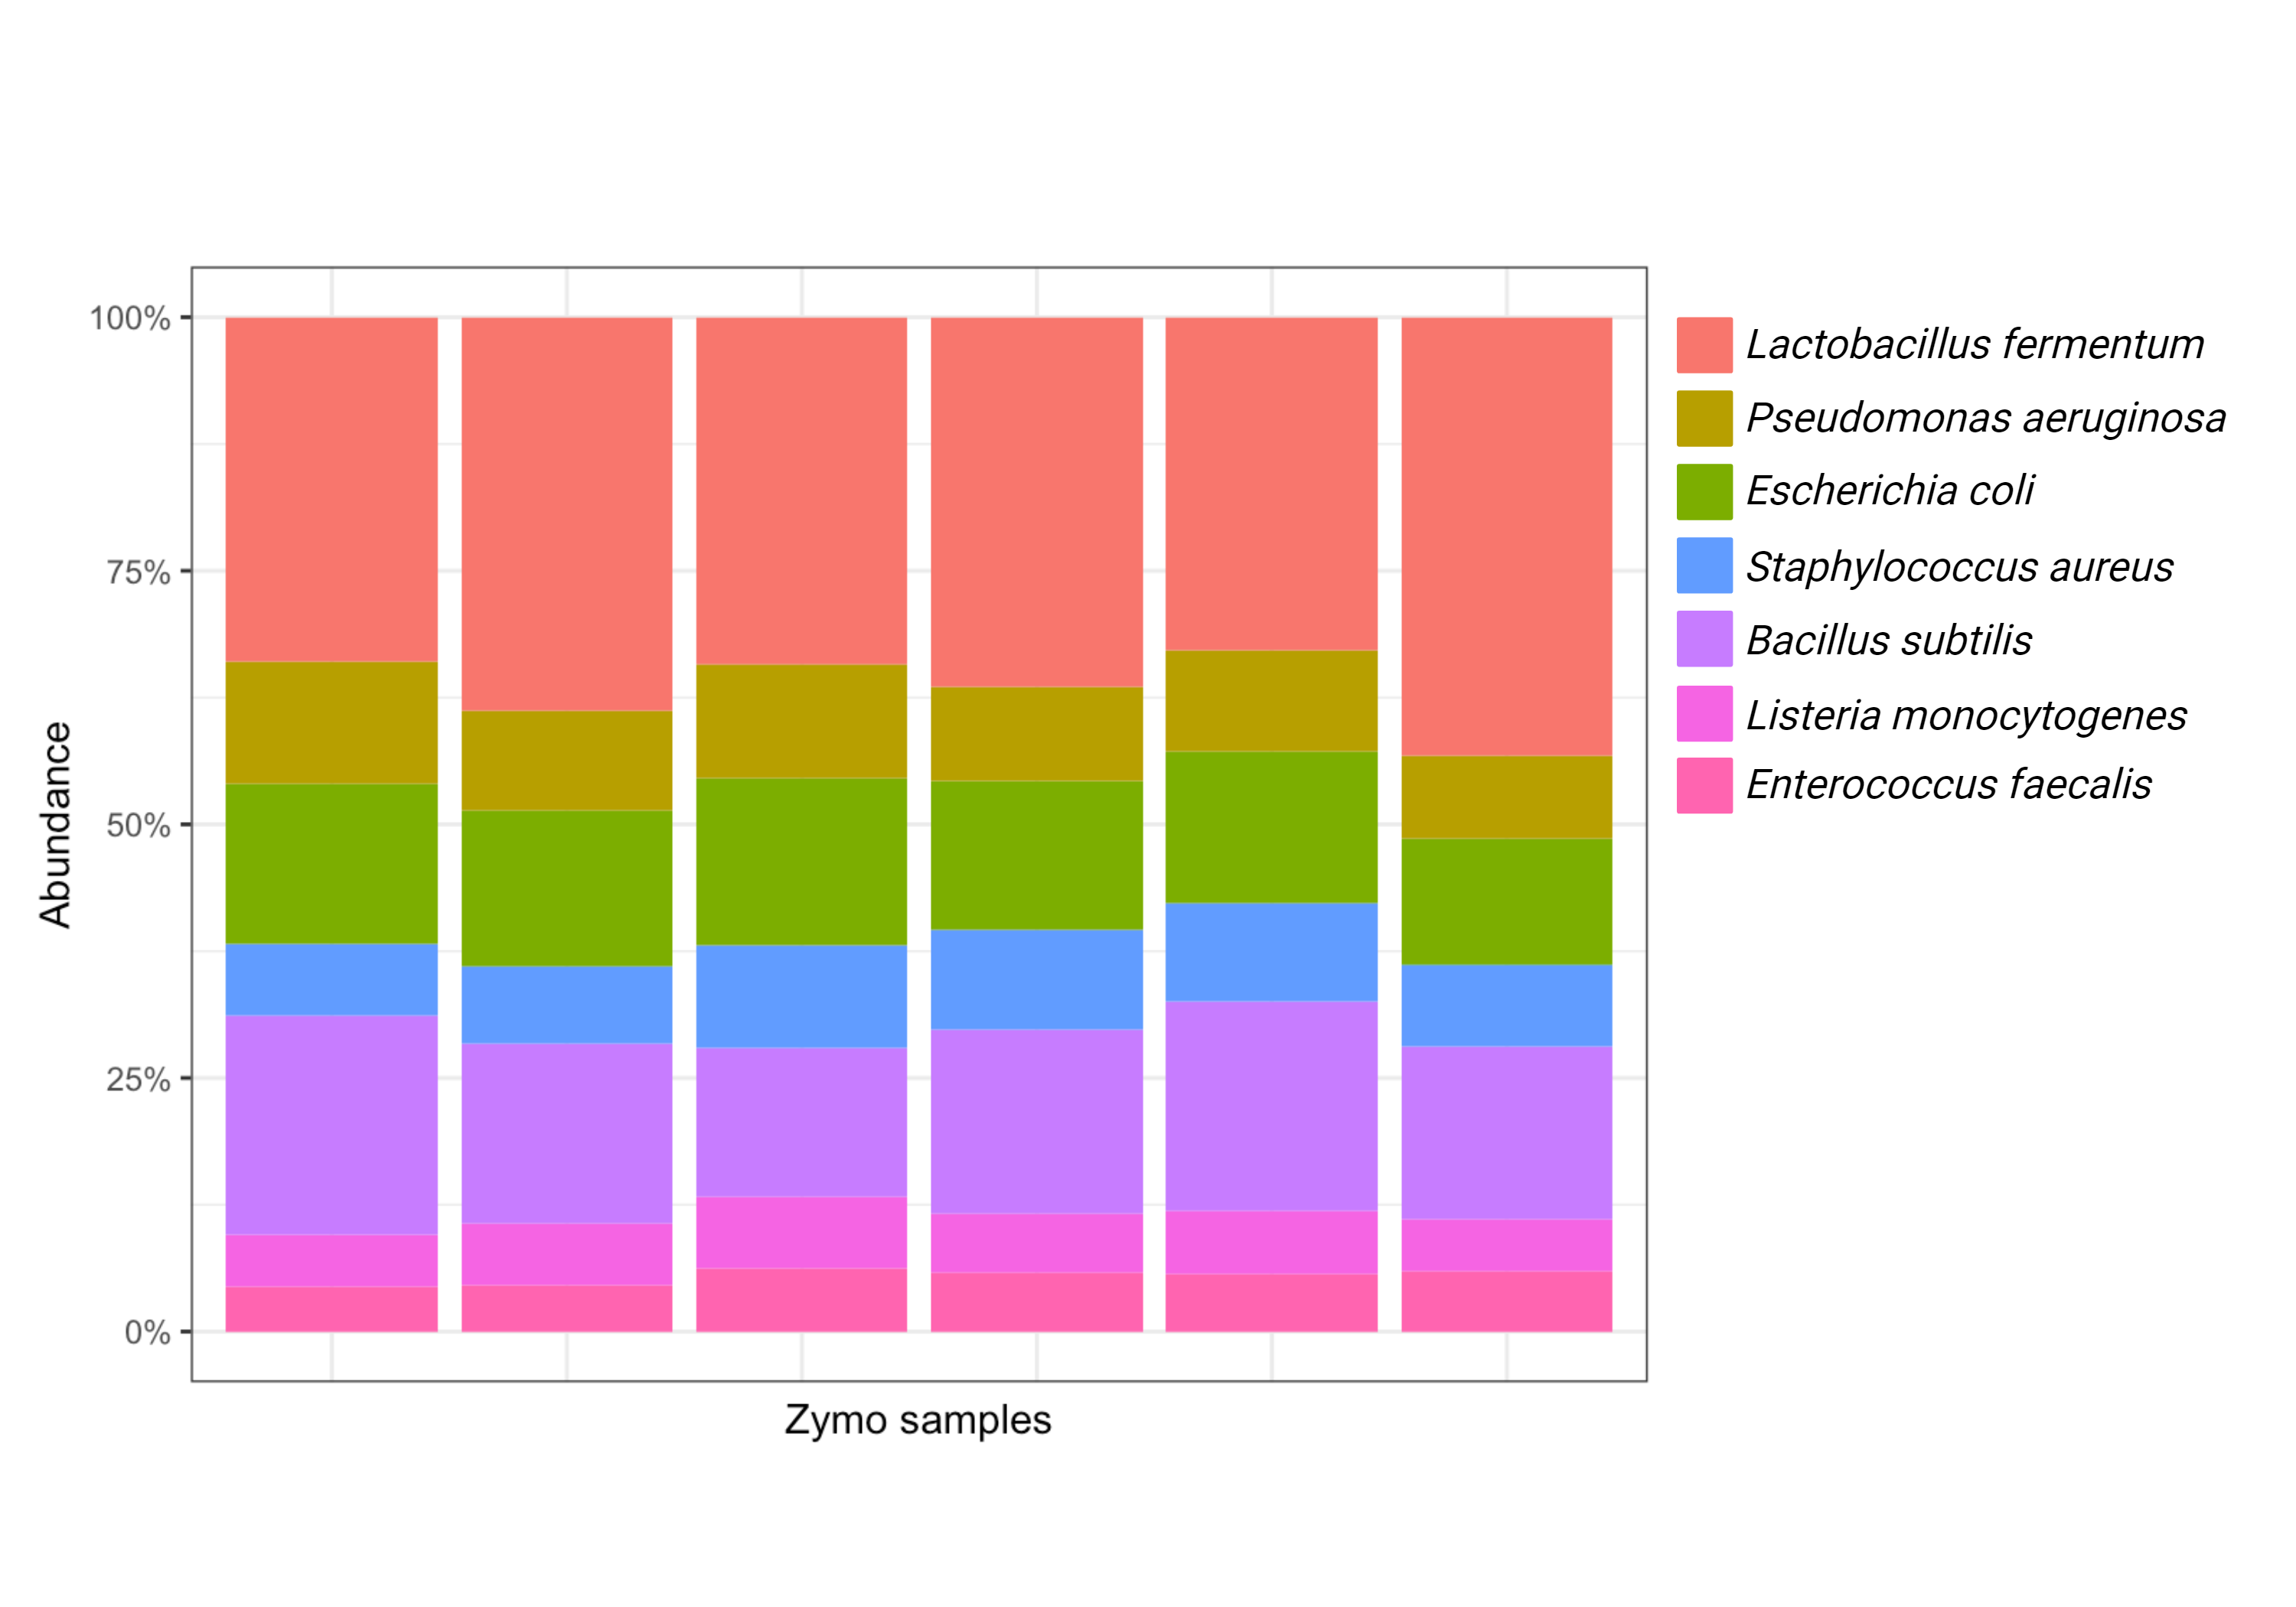 100%
75%
50%
25%
0%
Abundance
Zymo samples
Lactobacillus fermentum
Pseudomonas aeruginosa
Escherichia coli
Staphylococcus aureus
Bacillus subtilis
Listeria monocytogenes
Enterococcus faecalis